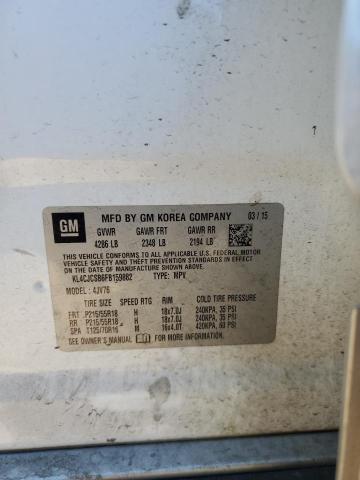 GM
MFD BY GM KOREA COMPANY 03/15
GVWR GAWR FRT GAWR RR
4286 LB 2348 LB 2194 LB
THIS VEHICLE CONFORMS TO ALL APPLICABLE U.S. FEDERAL MOTOR
VEHICLE SAFETY AND THEFT PREVENTION STANDARDS IN EFFECT ON
THE DATE OF MANUFACTURE SHOWN ABOVE.
KL4CJCSB6FB159882 TYPE: MPV
MODEL: 4JV76
TIRE SIZE SPEED RTG RIM COLD TIRE PRESSURE
FRT P215/55R18 H 18x7.0J 240KPA, 35 PSI
RR P215/55R18 H 18x7.0J 240KPA, 35 PSI
SPA T125/70R16 M 16x4.0T 420KPA, 60 PSI
SEE OWNER'S MANUAL FOR MORE INFORMATION.